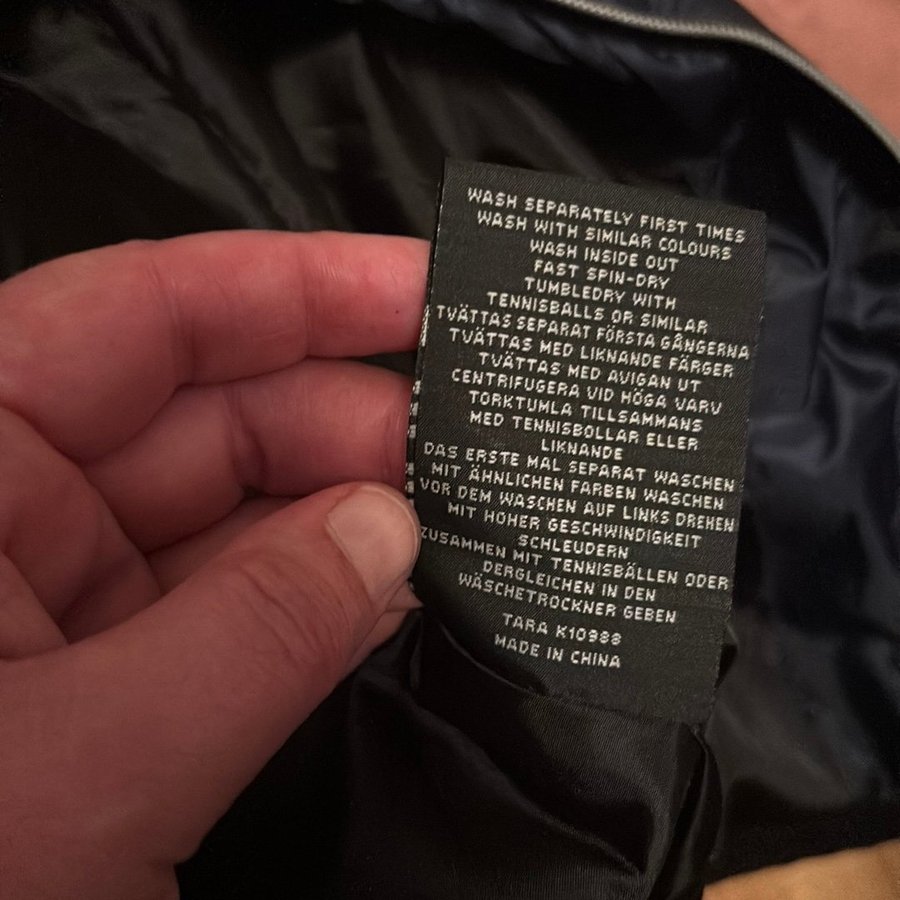 WASH SEPARATELY FIRST TIMES
WASH WITH SIMILAR COLOURS
WASH INSIDE OUT
FAST SPIN-DRY
TUMBLEDRY WITH
TENNISBALLS OR SIMILAR
TVÄTTAS SEPARAT FÖRSTA GÅNGERNA
TVÄTTAS MED LIKNANDE FÄRGER
TVÄTTAS MED AVIGAN UT
CENTRIFUGERA VID HÖGA VARV
TORKTUMLA TILLSAMMANS
MED TENNISBOLLAR ELLER
LIKNANDE
DAS ERSTE MAL SEPARAT WASCHEN
MIT ÄHNLICHEN FARBEN WASCHEN
VOR DEM WASCHEN AUF LINKS DREHEN
MIT HOHER GESCHWINDIGKEIT
SCHLEUDERN
ZUSAMMEN MIT TENNISBÄLLEN ODER
DERGLEICHEN IN DEN
WÄSCHETROCKNER GEBEN
TARA K10988
MADE IN CHINA